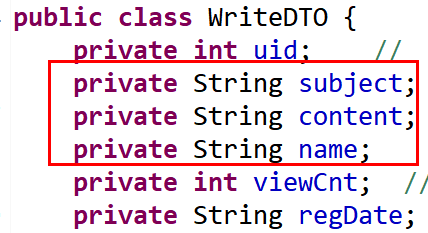 public class WriteDTO {
private int uid; //
private String subject;
private String content;
private String name;
private int viewCnt; //
private String regDate;